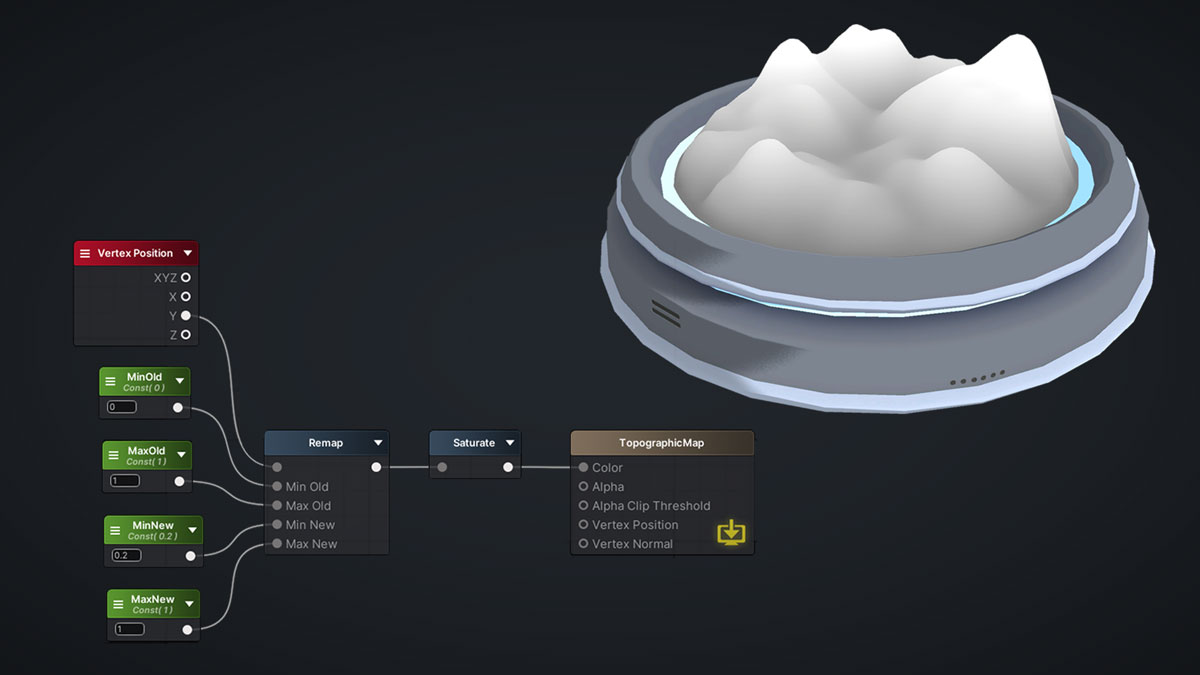 Vertex Position
XYZ
X
Y
Z
MinOld
Const( 0 )
0
MaxOld
Const( 1 )
1
MinNew
Const( 0.2 )
0.2
MaxNew
Const( 1 )
1
Remap
Min Old
Max Old
Min New
Max New
Saturate
TopographicMap
Color
Alpha
Alpha Clip Threshold
Vertex Position
Vertex Normal